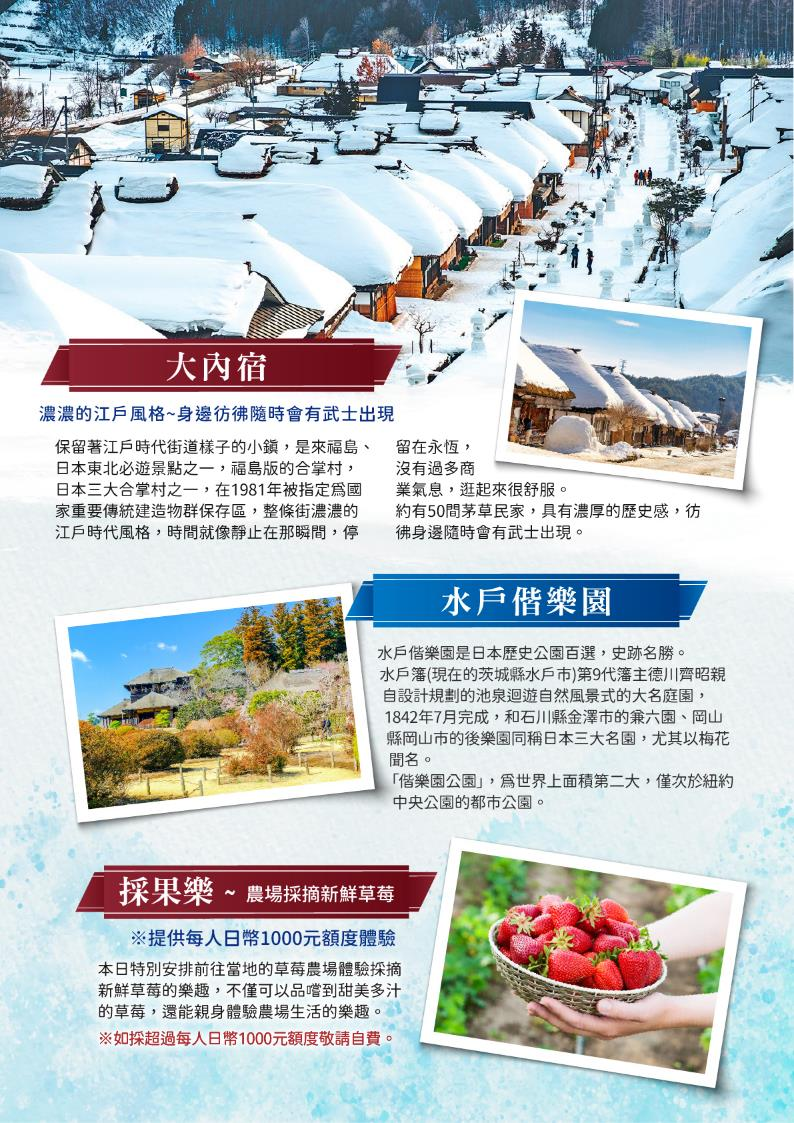 大內宿
濃濃的江戶風格~身邊彷彿隨時會有武士出現
保留著江戶時代街道樣子的小鎮，是來福島、
日本東北必遊景點之一，福島版的合掌村，
日本三大合掌村之一，在1981年被指定為國
家重要傳統建造物群保存區，整條街濃濃的
江戶時代風格，時間就像靜止在那瞬間，停
留在永恆，
沒有過多商
業氣息，逛起來很舒服。
約有50間茅草民家，具有濃厚的歷史感，彷
彿身邊隨時會有武士出現。
水戶偕樂園
水戶偕樂園是日本歷史公園百選，史跡名勝。
水戶藩(現在的茨城縣水戶市)第9代藩主德川齊昭親
自設計規劃的池泉迴遊自然風景式的大名庭園，
1842年7月完成，和石川縣金澤市的兼六園、岡山
縣岡山市的後樂園同稱日本三大名園，尤其以梅花
聞名。
「偕樂園公園」，為世界上面積第二大，僅次於紐約
中央公園的都市公園。
採果樂 ~ 農場採摘新鮮草莓
※提供每人日幣1000元額度體驗
本日特別安排前往當地的草莓農場體驗採摘
新鮮草莓的樂趣，不僅可以品嚐到甜美多汁
的草莓，還能親身體驗農場生活的樂趣。
※如採超過每人日幣1000元額度敬請自費。